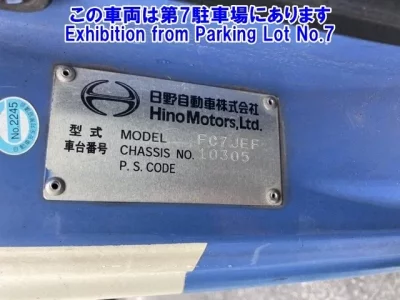 この車両は第7駐車場にあります
Exhibition from Parking Lot No.7
No.2245
日野自動車株式会社
Hino Motors, Ltd.
型式 MODEL FC7JEF
車台番号 CHASSIS NO. 10305
P. S. CODE